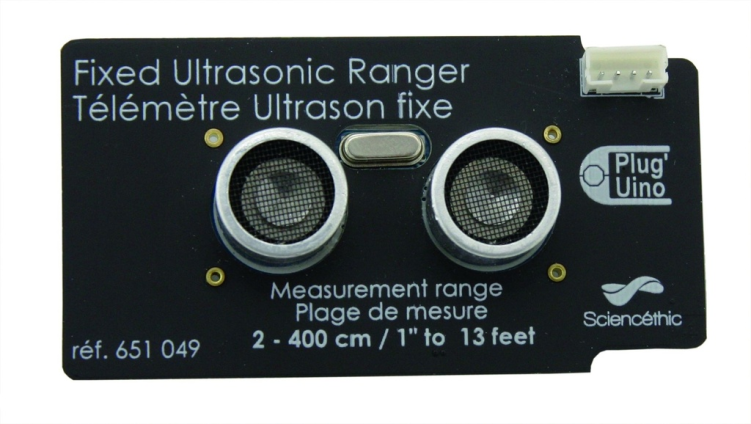 Fixed Ultrasonic Ranger
Télémètre Ultrason fixe
Plug'
Uino
Measurement range
Plage de mesure
2 - 400 cm / 1" to 13 feet
Sciencéthic
réf. 651 049